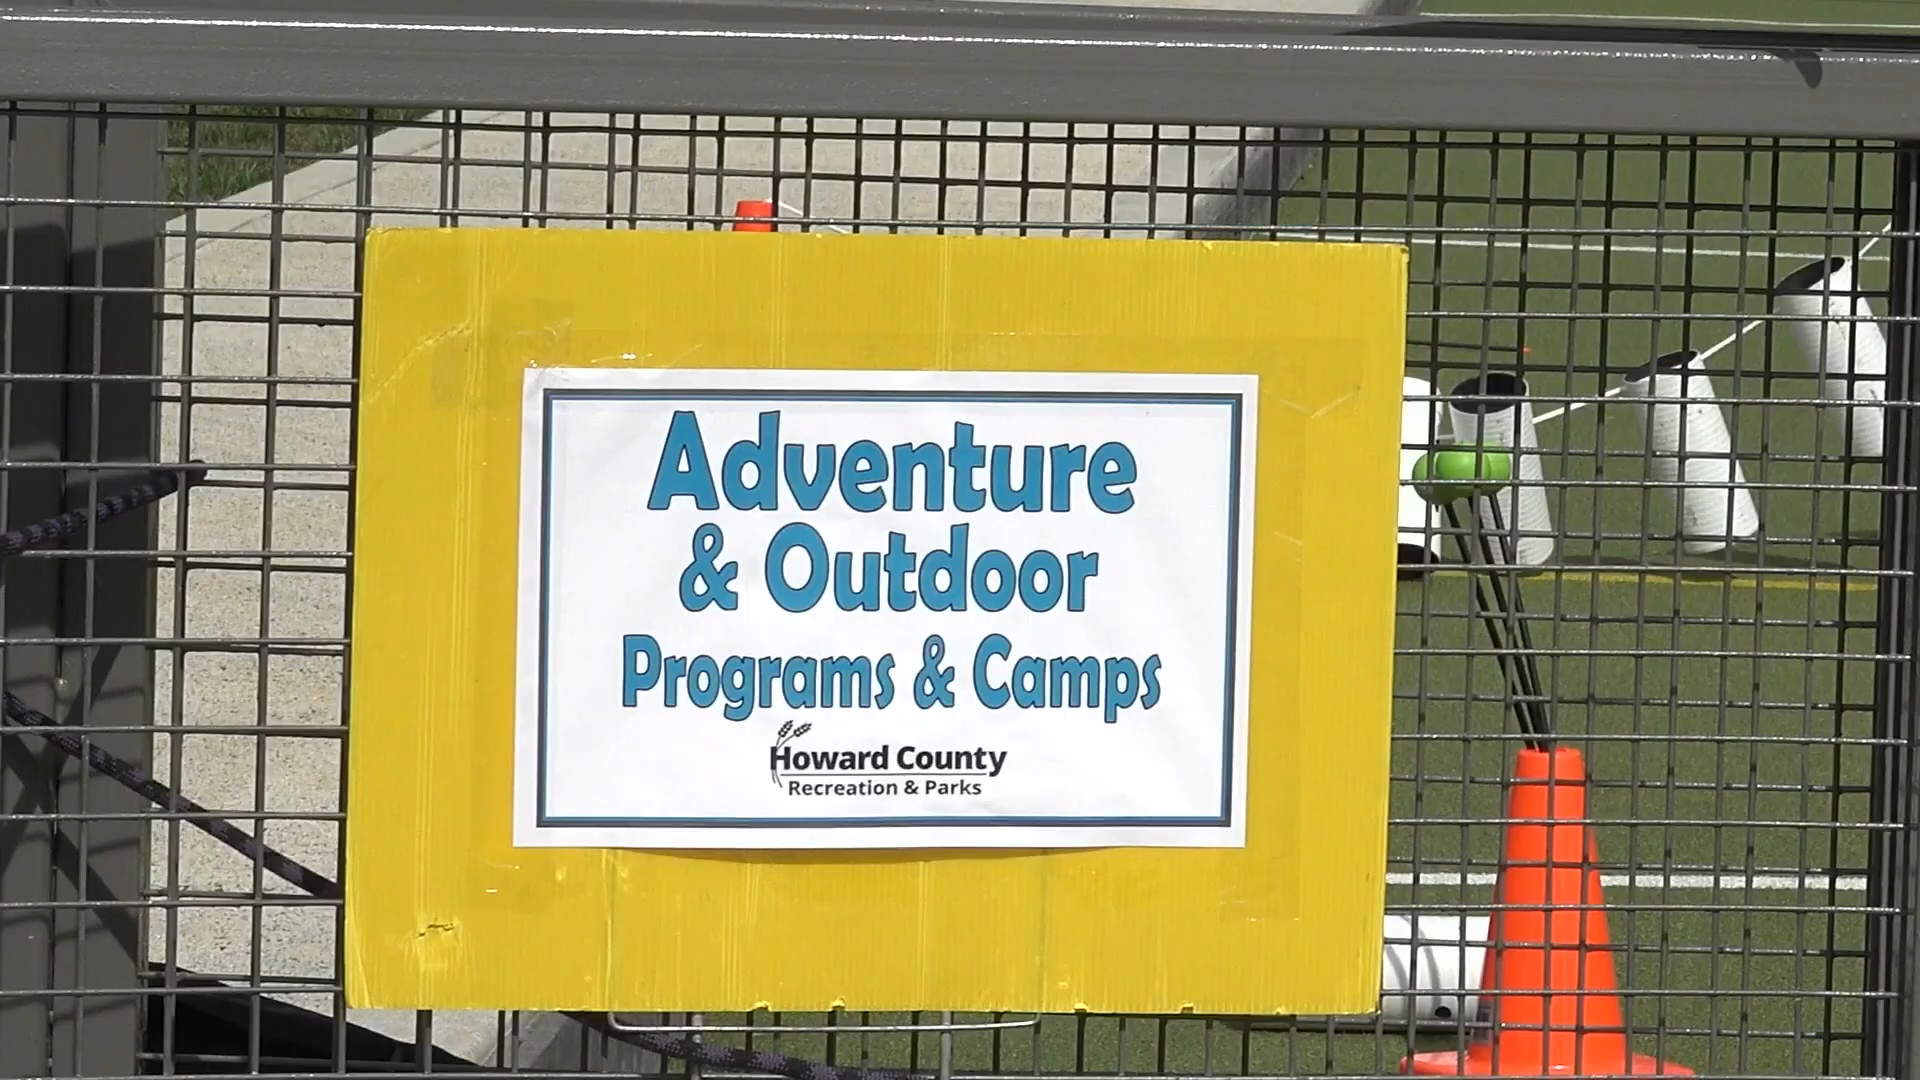 Adventure
& Outdoor
Programs & Camps
Howard County
Recreation & Parks